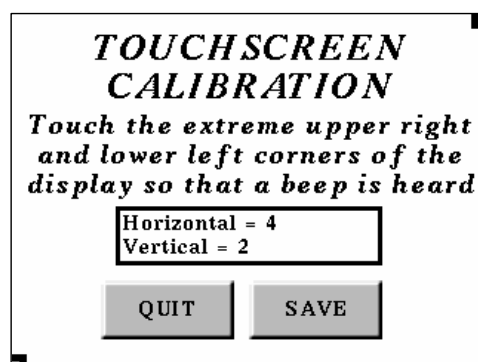 TOUCHSCREEN
CALIBRATION
Touch the extreme upper right
and lower left corners of the
display so that a beep is heard
Horizontal = 4
Vertical = 2
QUIT SAVE